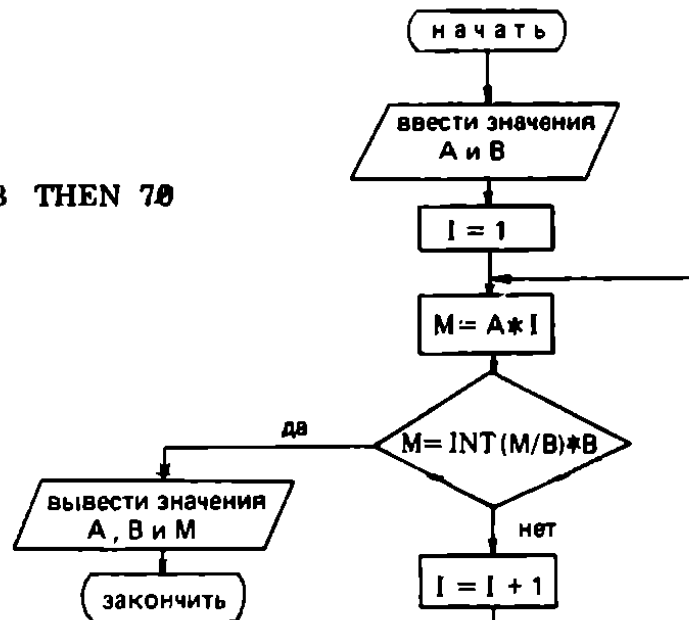 начать
ввести значения
А и В
THEN 70
I = 1
M = A * I
M = INT (M/B) * B
да
вывести значения
А, В и М
нет
закончить
I = I + 1